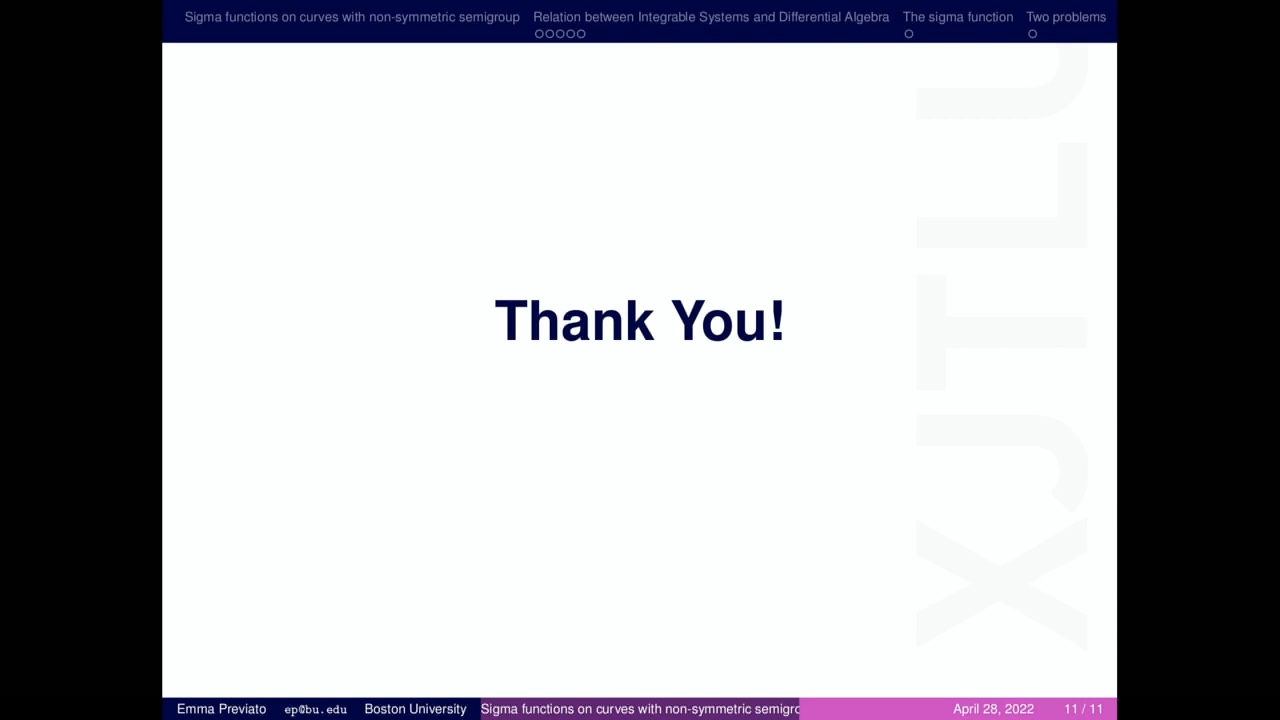 Sigma functions on curves with non-symmetric semigroup Relation between Integrable Systems and Differential Algebra The sigma function Two problems
Thank You!
XJTLU
Emma Previato ep@bu.edu Boston University Sigma functions on curves with non-symmetric semigro April 28, 2022 11 / 11